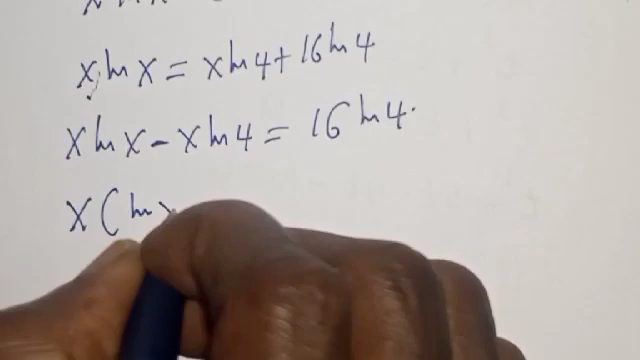 x ln x = x ln 4 + 16 ln 4
x ln x - x ln 4 = 16 ln 4.
x ( ln x